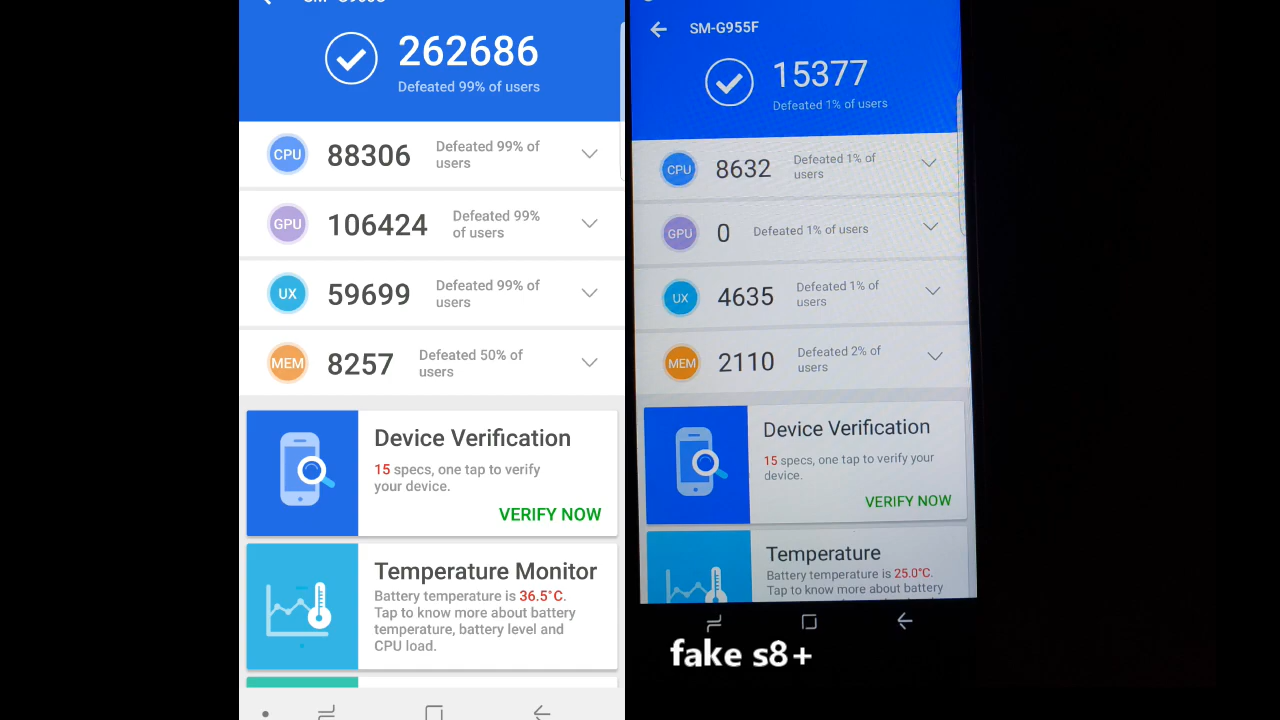 262686
Defeated 99% of users
CPU
88306
Defeated 99% of
users
GPU
106424
Defeated 99%
of users
UX
59699
Defeated 99% of
users
MEM
8257
Defeated 50% of
users
Device Verification
15 specs, one tap to verify
your device.
VERIFY NOW
Temperature Monitor
Battery temperature is 36.5°C.
Tap to know more about battery
temperature, battery level and
CPU load.
SM-G955F
15377
Defeated 1% of users
CPU
8632
Defeated 1% of
users
GPU
0
Defeated 1% of users
UX
4635
Defeated 1% of
users
MEM
2110
Defeated 2% of
users
Device Verification
15 specs, one tap to verify your
device.
VERIFY NOW
Temperature
Battery temperature is 25.0°C.
Tap to know more about battery
fake s8+